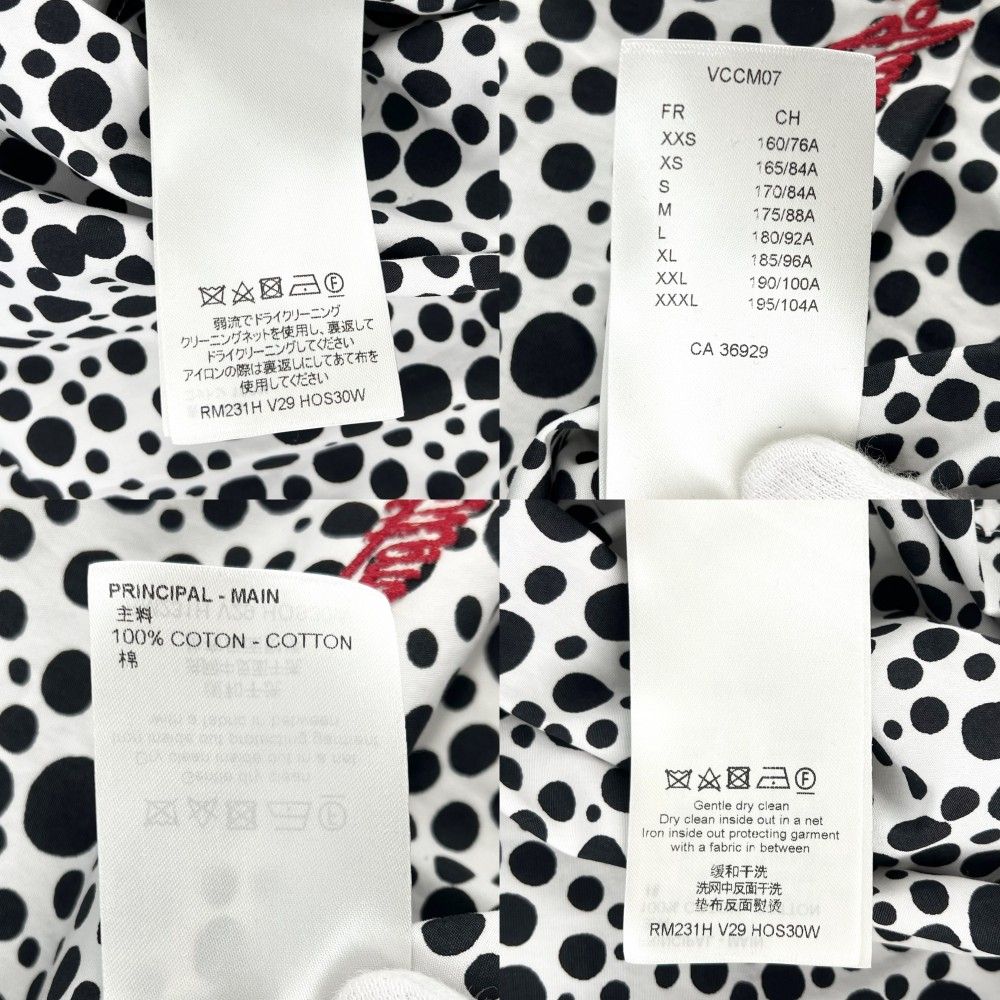 弱流でドライクリーニング
クリーニングネットを使用し、裏返して
ドライクリーニングしてください
アイロンの際は裏返しにしてあて布を
使用してください
RM231H V29 HOS30W
VCCM07
FR CH
XXS 160/76A
XS 165/84A
S 170/84A
M 175/88A
L 180/92A
XL 185/96A
XXL 190/100A
XXXL 195/104A
CA 36929
PRINCIPAL - MAIN
主料
100% COTON - COTTON
棉
F
Gentle dry clean
Dry clean inside out in a net
Iron inside out protecting garment
with a fabric in between
缓和干洗
洗网中反面干洗
垫布反面熨烫
RM231H V29 HOS30W